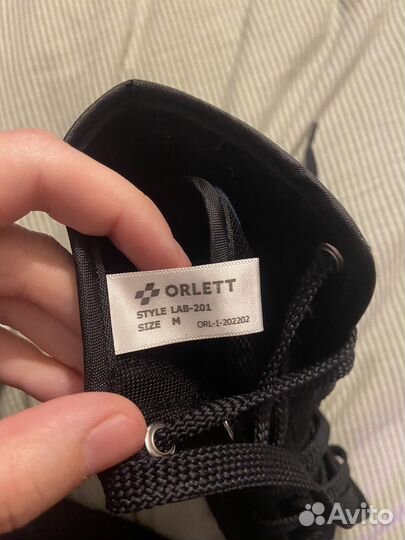 ORLETT
STYLE LAB-201
SIZE M ORL-1-202202
Avito